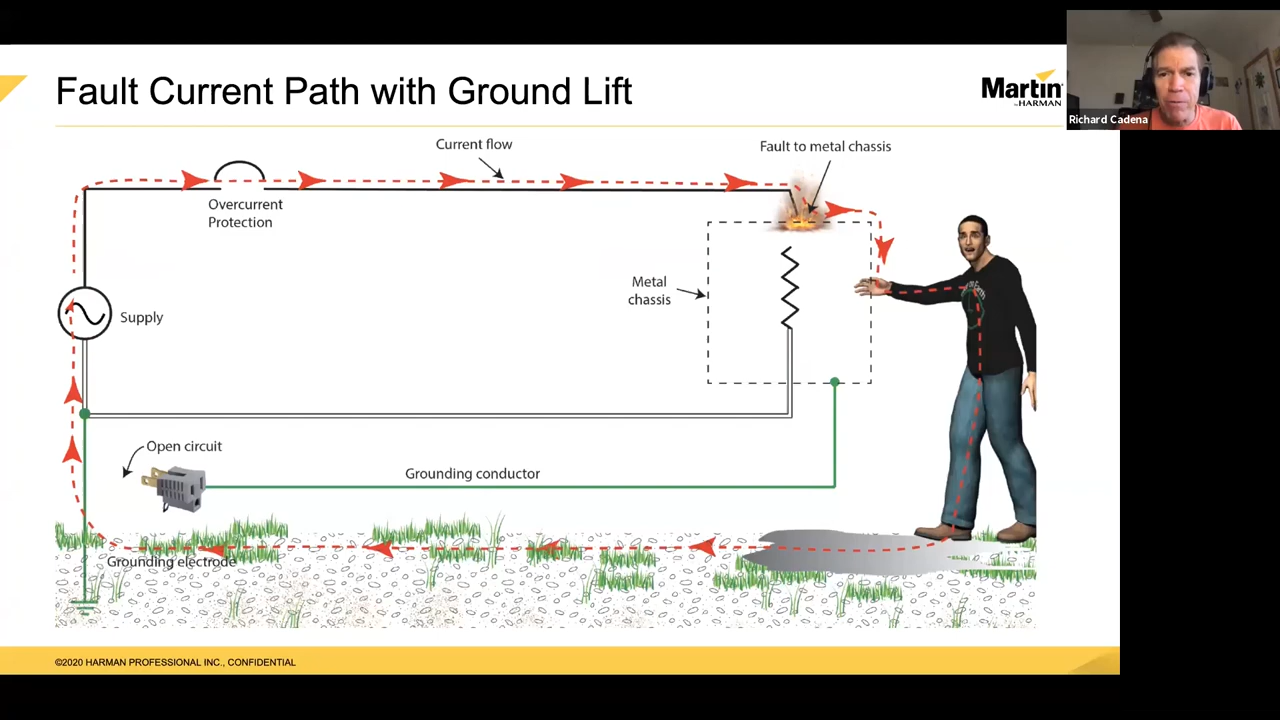 Fault Current Path with Ground Lift
Martin
by HARMAN
Richard Cadena
Current flow
Fault to metal chassis
Overcurrent
Protection
Metal
chassis
Supply
Open circuit
Grounding conductor
Grounding electrode
©2020 HARMAN PROFESSIONAL INC., CONFIDENTIAL